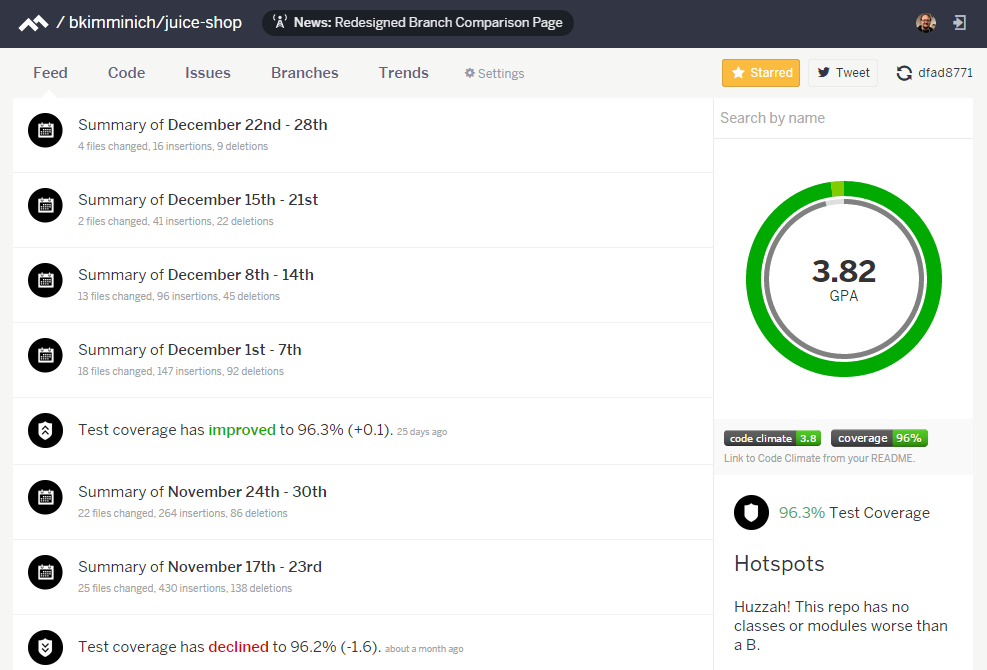 / bkimminich/juice-shop
News: Redesigned Branch Comparison Page
Feed Code Issues Branches Trends Settings
Starred Tweet dfad8771
Summary of December 22nd - 28th
4 files changed, 16 insertions, 9 deletions
Summary of December 15th - 21st
2 files changed, 41 insertions, 22 deletions
Summary of December 8th - 14th
13 files changed, 96 insertions, 45 deletions
Summary of December 1st - 7th
18 files changed, 147 insertions, 92 deletions
Test coverage has improved to 96.3% (+0.1). 25 days ago
Summary of November 24th - 30th
22 files changed, 264 insertions, 86 deletions
Summary of November 17th - 23rd
25 files changed, 430 insertions, 138 deletions
Test coverage has declined to 96.2% (-1.6). about a month ago
Search by name
3.82
GPA
code climate 3.8 coverage 96%
Link to Code Climate from your README.
96.3% Test Coverage
Hotspots
Huzzah! This repo has no
classes or modules worse than
a B.